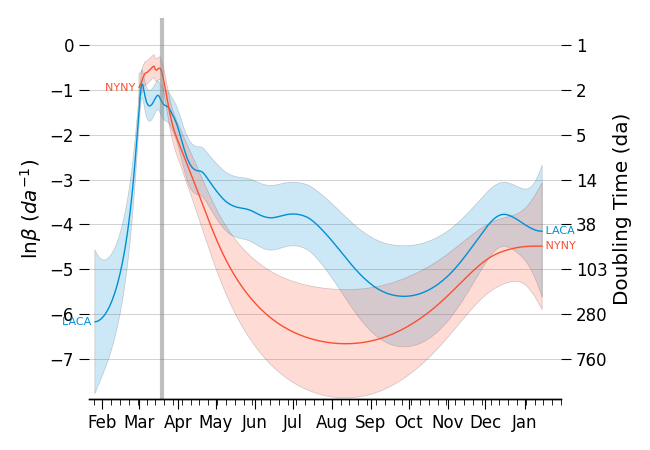 0
−1
−2
−3
−4
−5
−6
−7
lnβ (da⁻¹)
NYNY
LACA
LACA
NYNY
1
2
5
14
38
103
280
760
Doubling Time (da)
Feb Mar Apr May Jun Jul Aug Sep Oct Nov Dec Jan